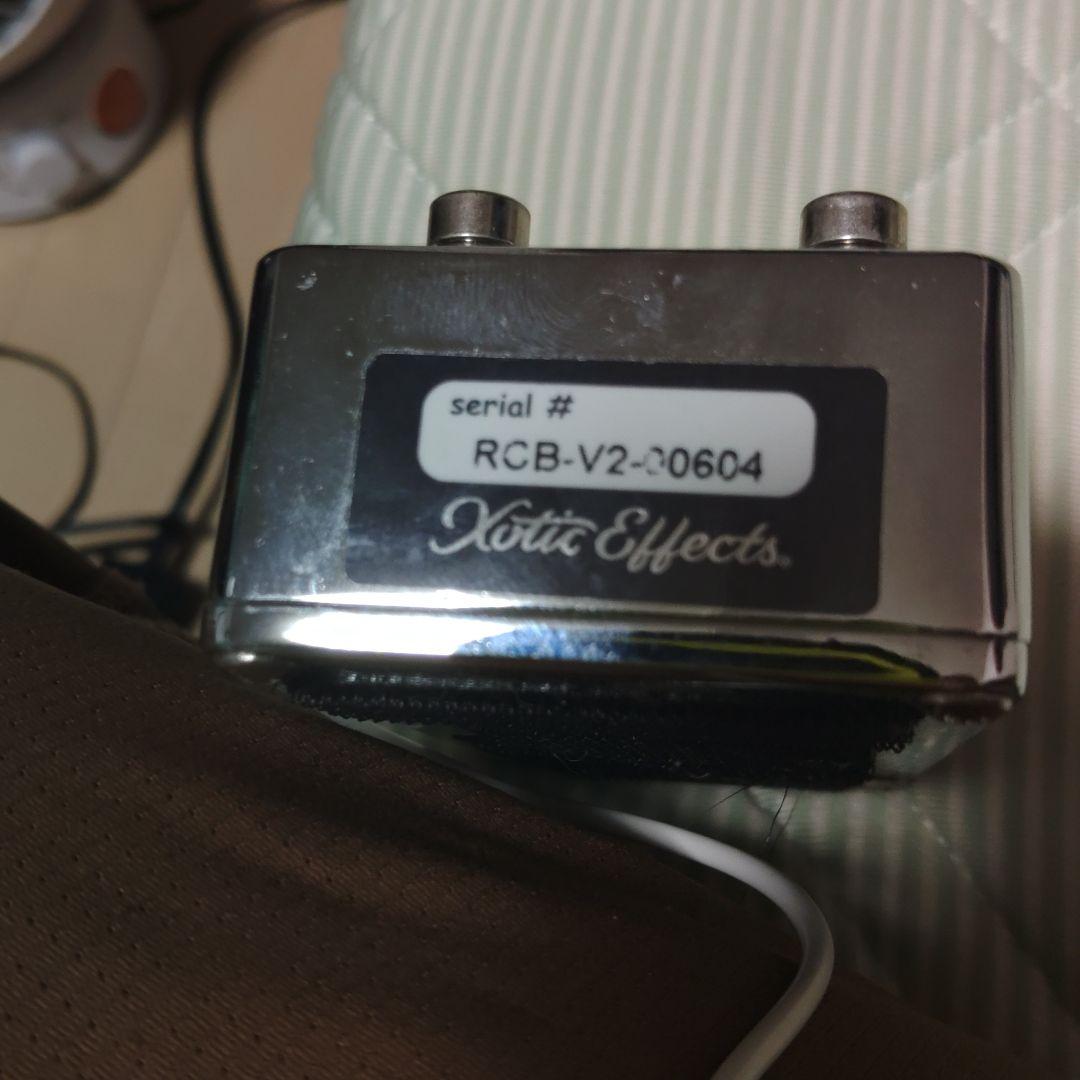 serial #
RCB-V2-00604
Xotic Effects®